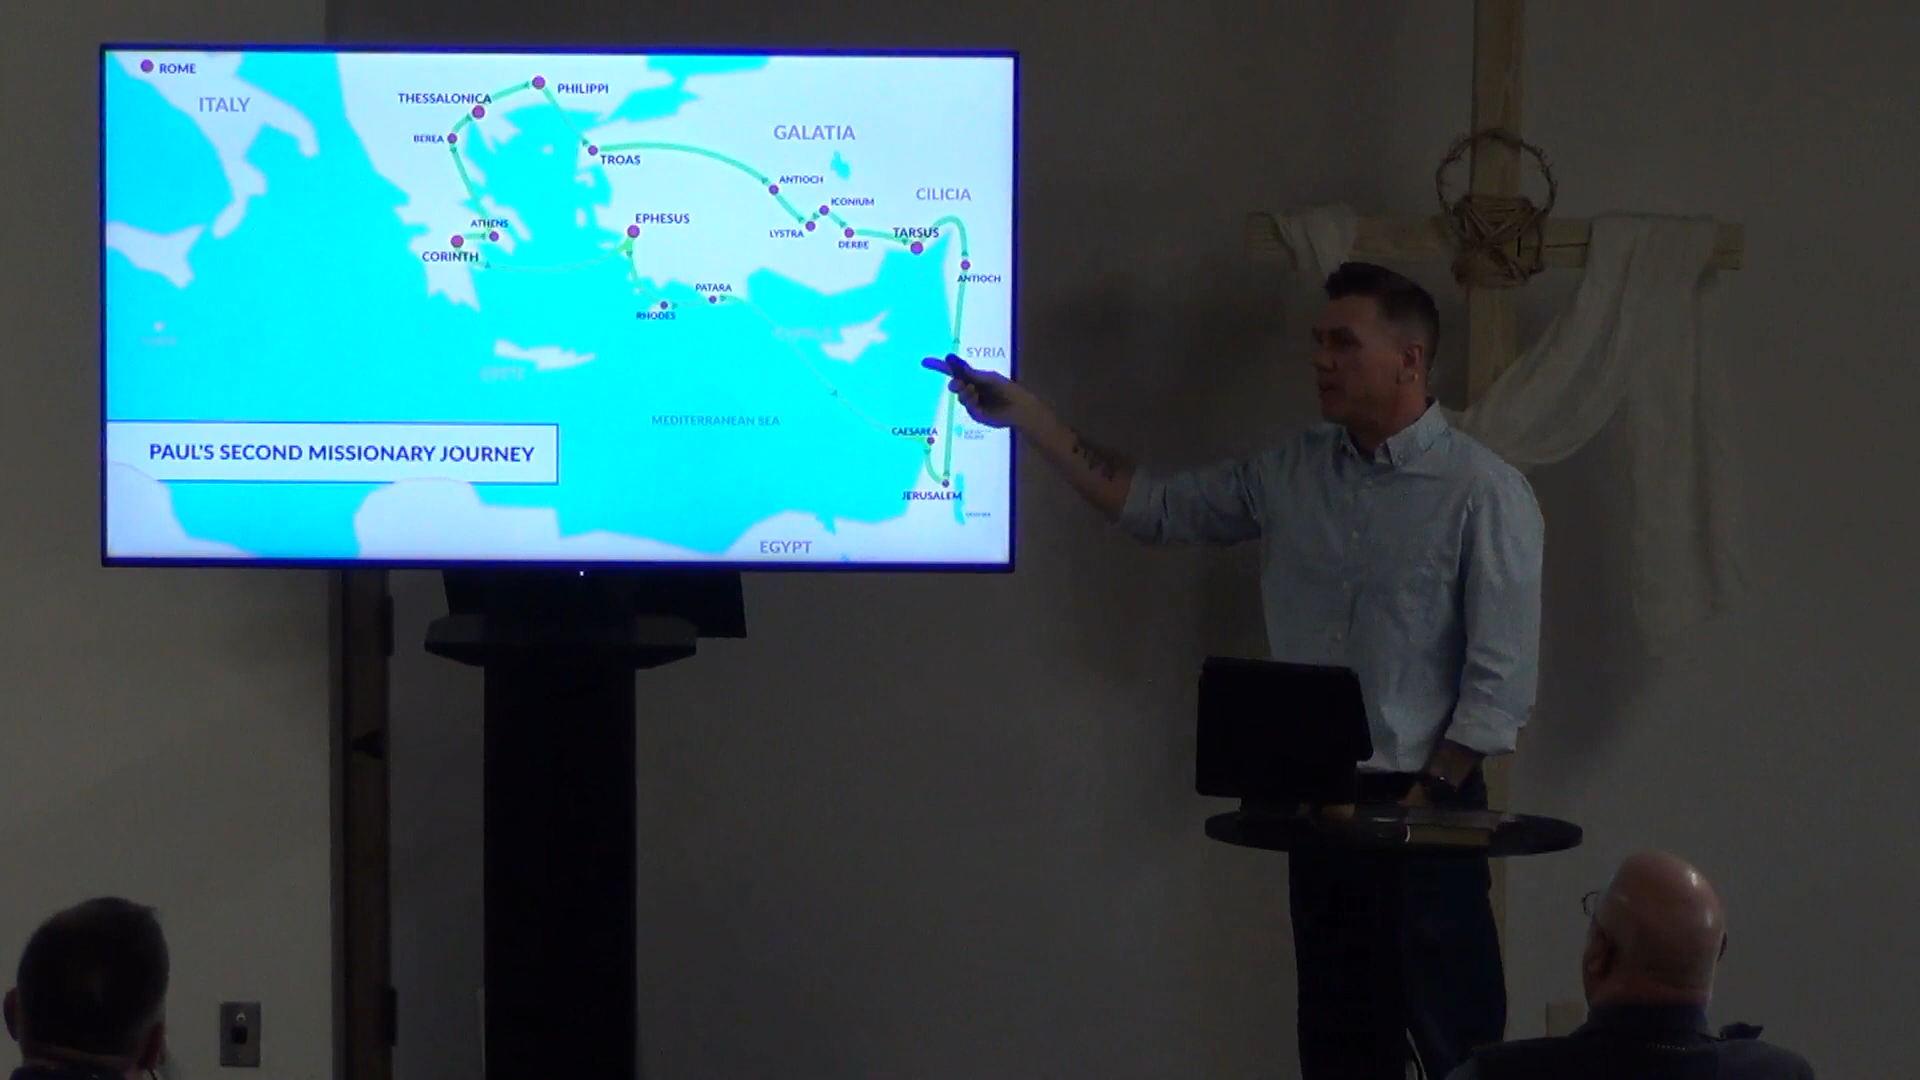 ROME
ITALY
PHILIPPI
THESSALONICA
BEREA
GALATIA
TROAS
ANTIOCH
CILICIA
ICONIUM
EPHESUS
ATHENS
LYSTRA
TARSUS
DERBE
CORINTH
ANTIOCH
PATARA
RHODES
SYRIA
CRETE
MEDITERRANEAN SEA
CAESAREA
PAUL'S SECOND MISSIONARY JOURNEY
JERUSALEM
EGYPT